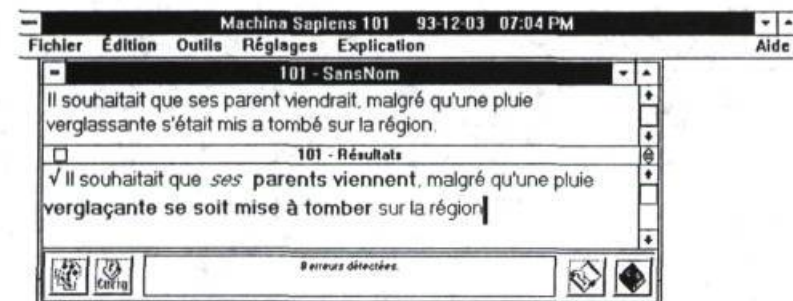 Machina Sapiens 101 93-12-03 07:04 PM
Fichier Édition Outils Réglages Explication Aide
101 - SansNom
Il souhaitait que ses parent viendrait, malgré qu'une pluie
verglassante s'était mis a tombé sur la région.
101 - Résultats
√ Il souhaitait que ses parents viennent, malgré qu'une pluie
verglaçante se soit mise à tomber sur la région
Config
8 erreurs détectées.